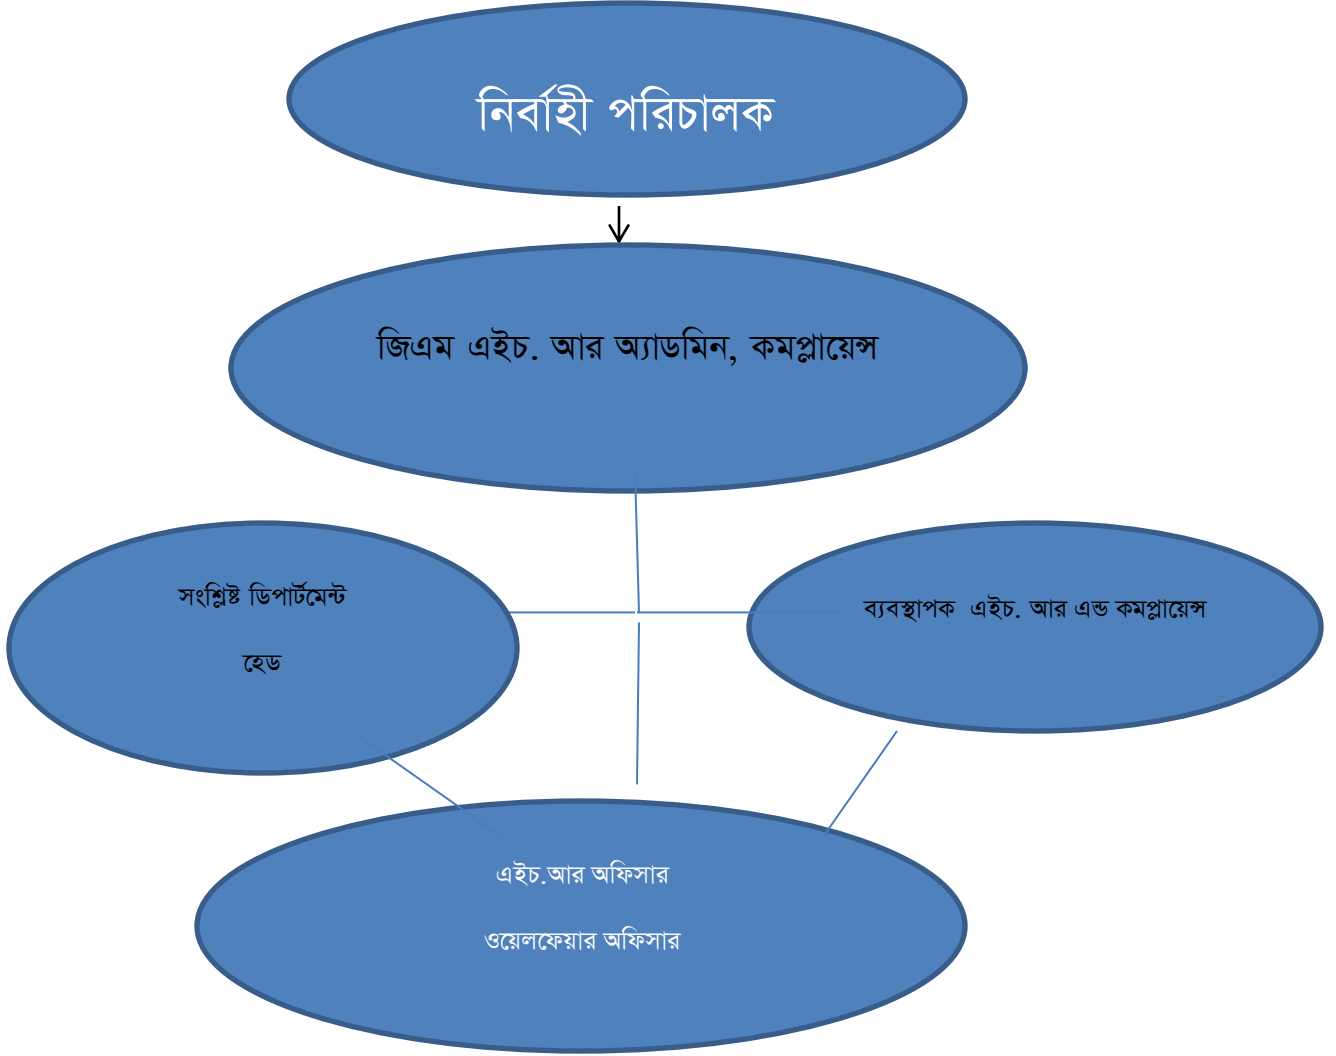 নির্বাহী পরিচালক
জিএম এইচ. আর অ্যাডমিন, কমপ্লায়েন্স
সংশ্লিষ্ট ডিপার্টমেন্ট
হেড
ব্যবস্থাপক এইচ. আর এন্ড কমপ্লায়েন্স
এইচ.আর অফিসার
ওয়েলফেয়ার অফিসার